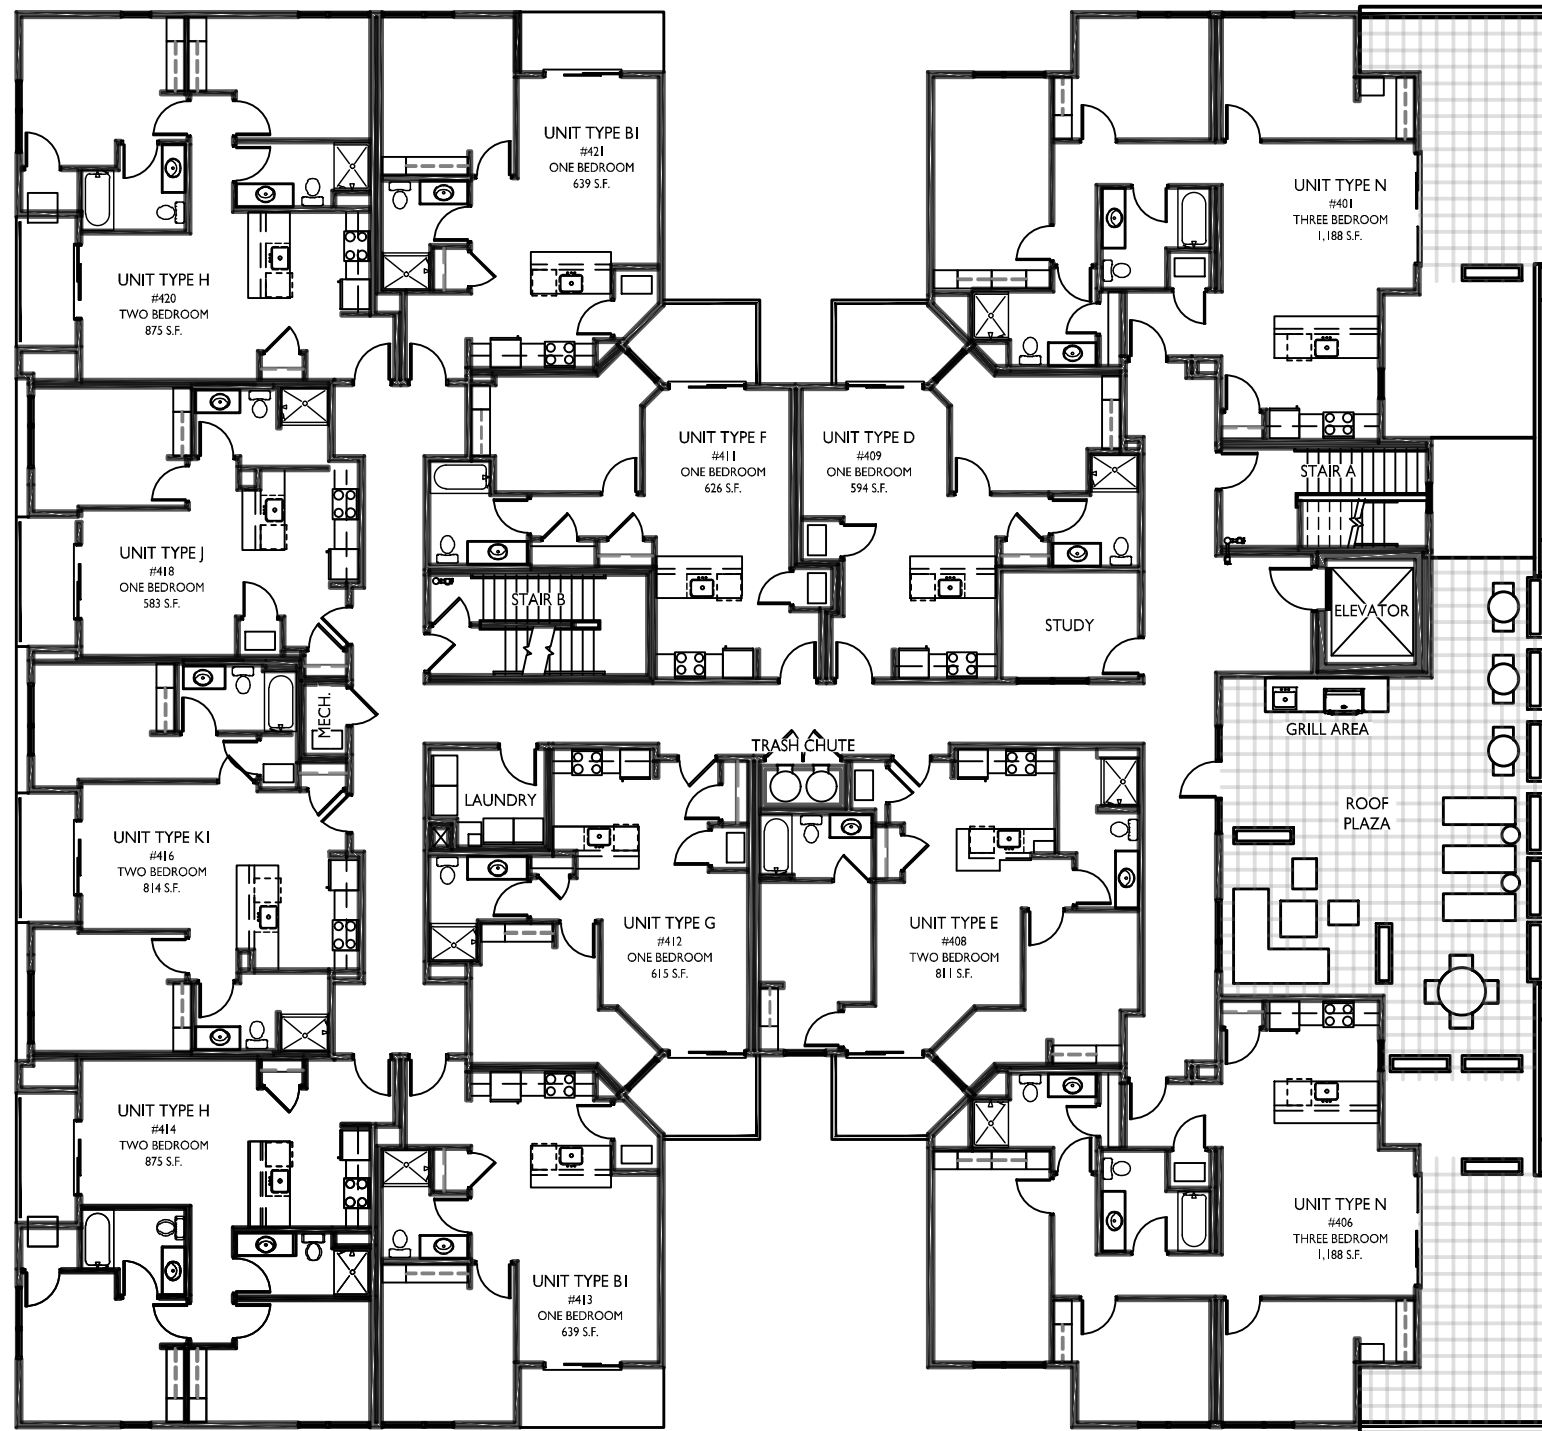 UNIT TYPE B1
#421
ONE BEDROOM
639 S.F.
UNIT TYPE N
#401
THREE BEDROOM
1,188 S.F.
UNIT TYPE H
#420
TWO BEDROOM
875 S.F.
UNIT TYPE F
#411
ONE BEDROOM
626 S.F.
UNIT TYPE D
#409
ONE BEDROOM
594 S.F.
STAIR A
UNIT TYPE J
#418
ONE BEDROOM
583 S.F.
STAIR B
STUDY
ELEVATOR
MECH.
GRILL AREA
TRASH CHUTE
LAUNDRY
ROOF
PLAZA
UNIT TYPE K1
#416
TWO BEDROOM
814 S.F.
UNIT TYPE G
#412
ONE BEDROOM
615 S.F.
UNIT TYPE E
#408
TWO BEDROOM
811 S.F.
UNIT TYPE H
#414
TWO BEDROOM
875 S.F.
UNIT TYPE N
#406
THREE BEDROOM
1,188 S.F.
UNIT TYPE B1
#413
ONE BEDROOM
639 S.F.